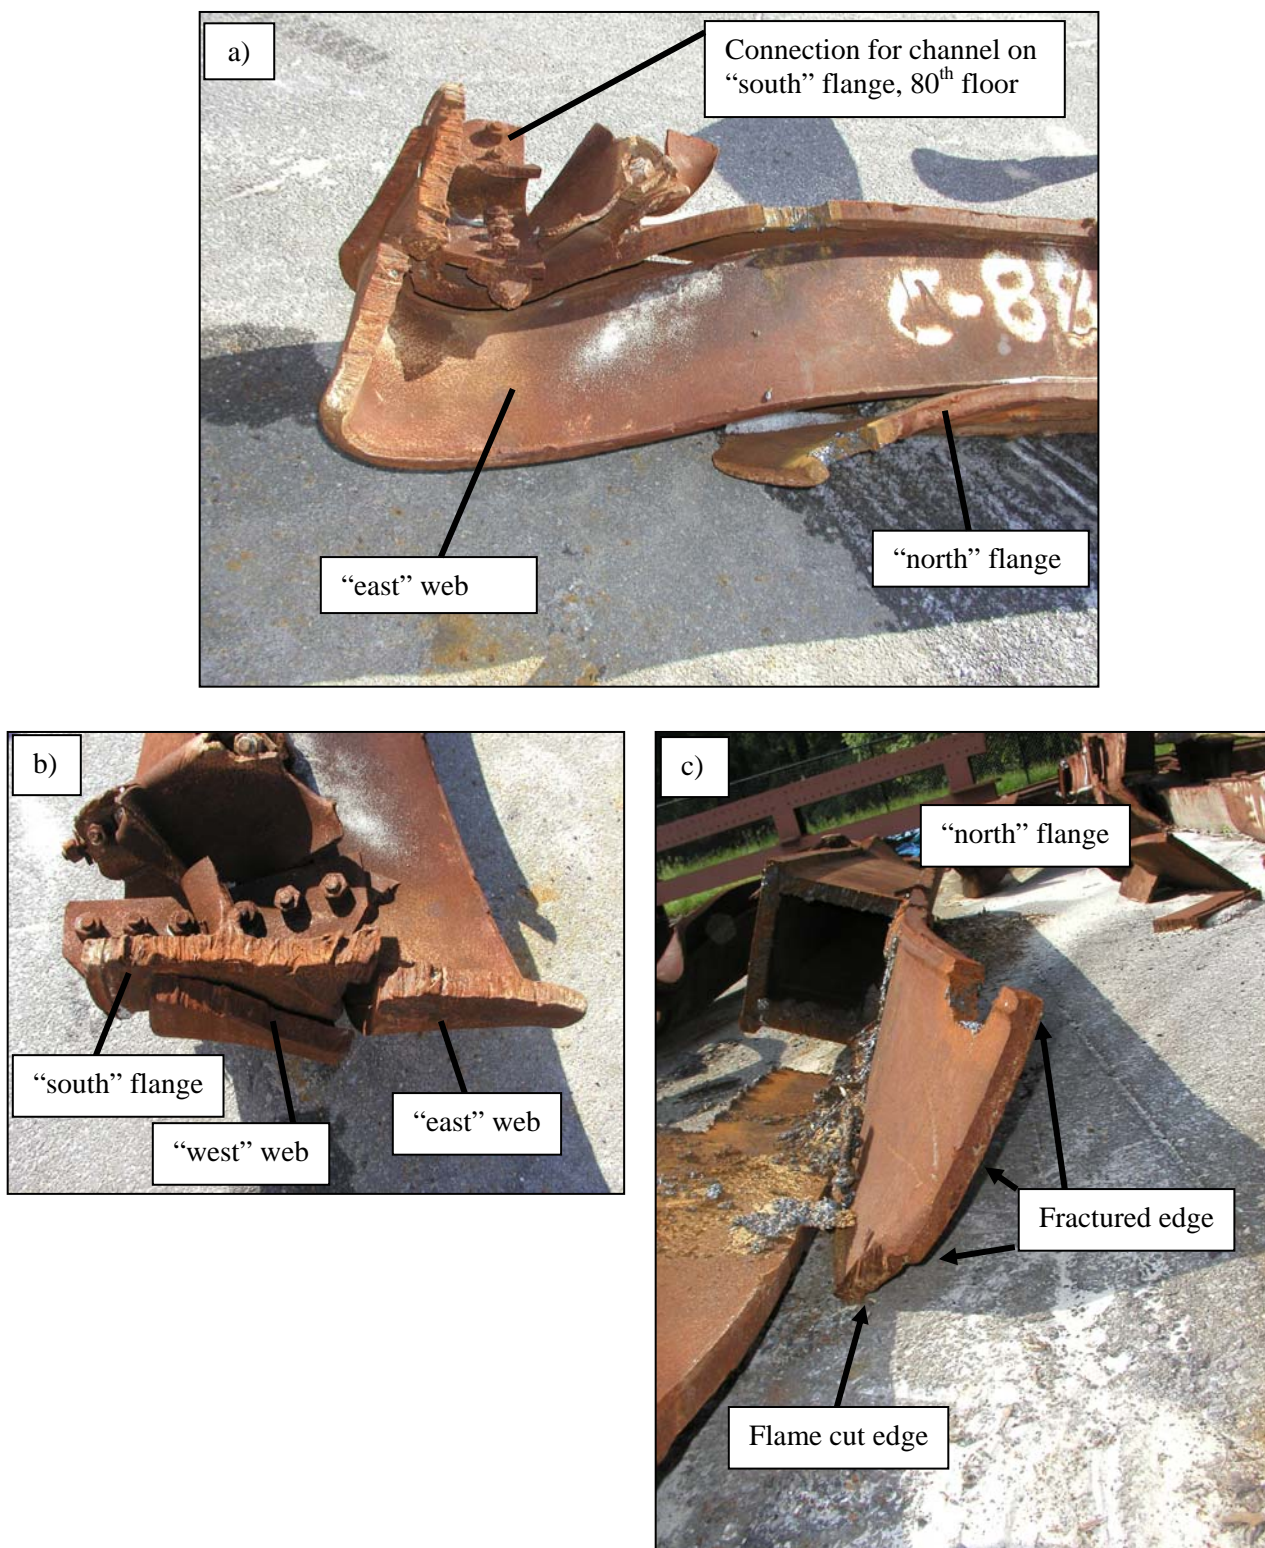 a)
Connection for channel on
“south” flange, 80th floor
“east” web
“north” flange
b)
“south” flange
“west” web
“east” web
c)
“north” flange
Fractured edge
Flame cut edge